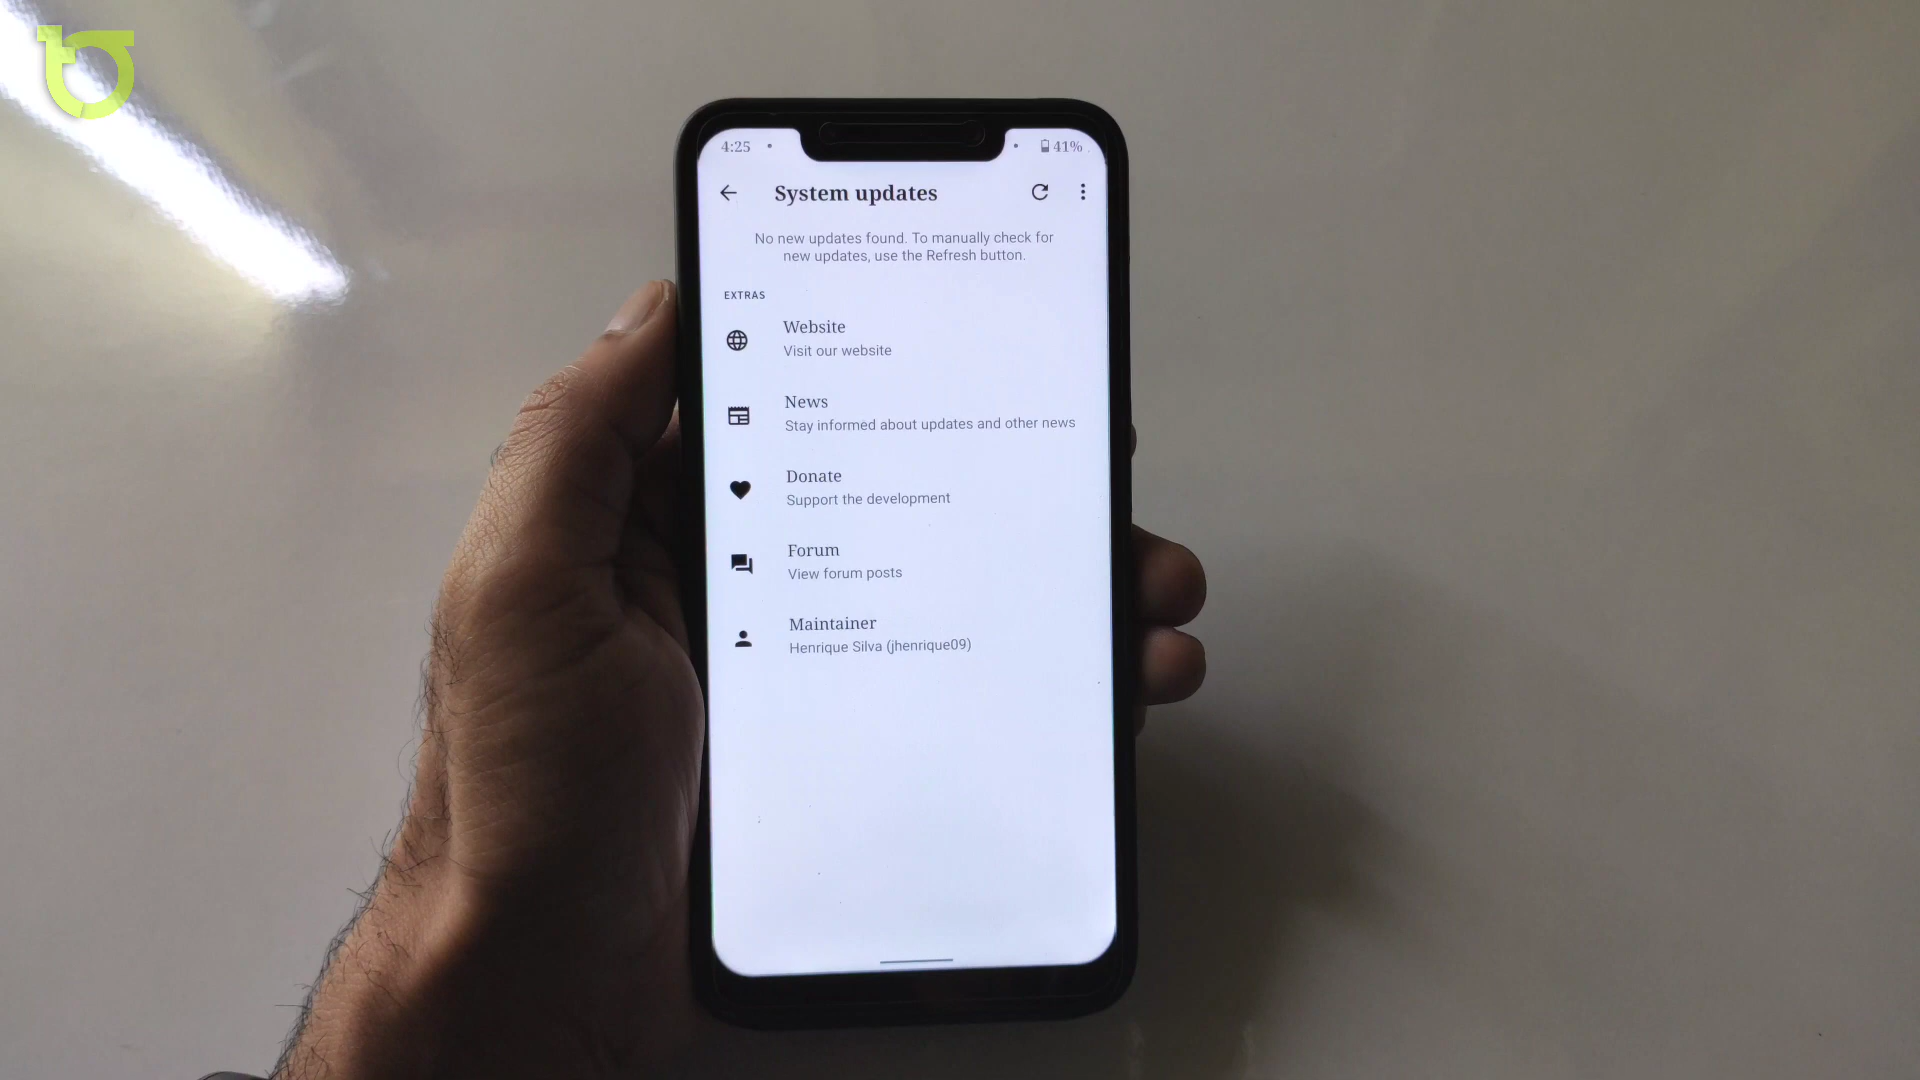 4:25
41%
System updates
No new updates found. To manually check for
new updates, use the Refresh button.
EXTRAS
Website
Visit our website
News
Stay informed about updates and other news
Donate
Support the development
Forum
View forum posts
Maintainer
Henrique Silva (jhenrique09)